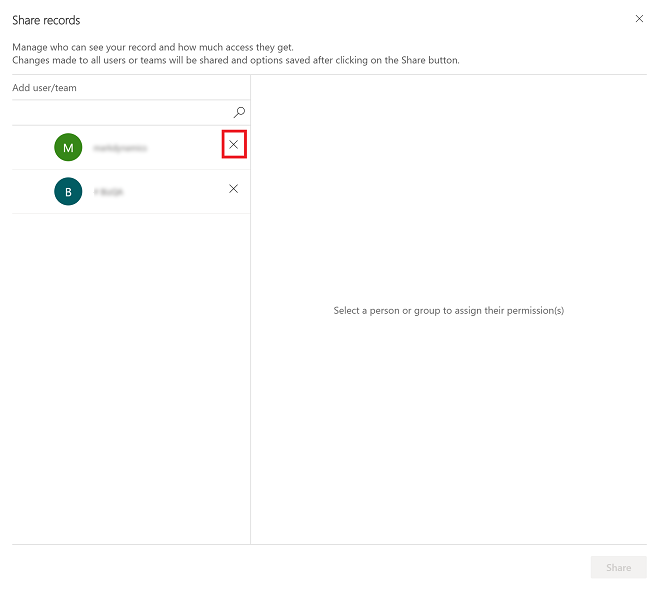 Share records
Manage who can see your record and how much access they get.
Changes made to all users or teams will be shared and options saved after clicking on the Share button.
Add user/team
M
B
Select a person or group to assign their permission(s)
Share